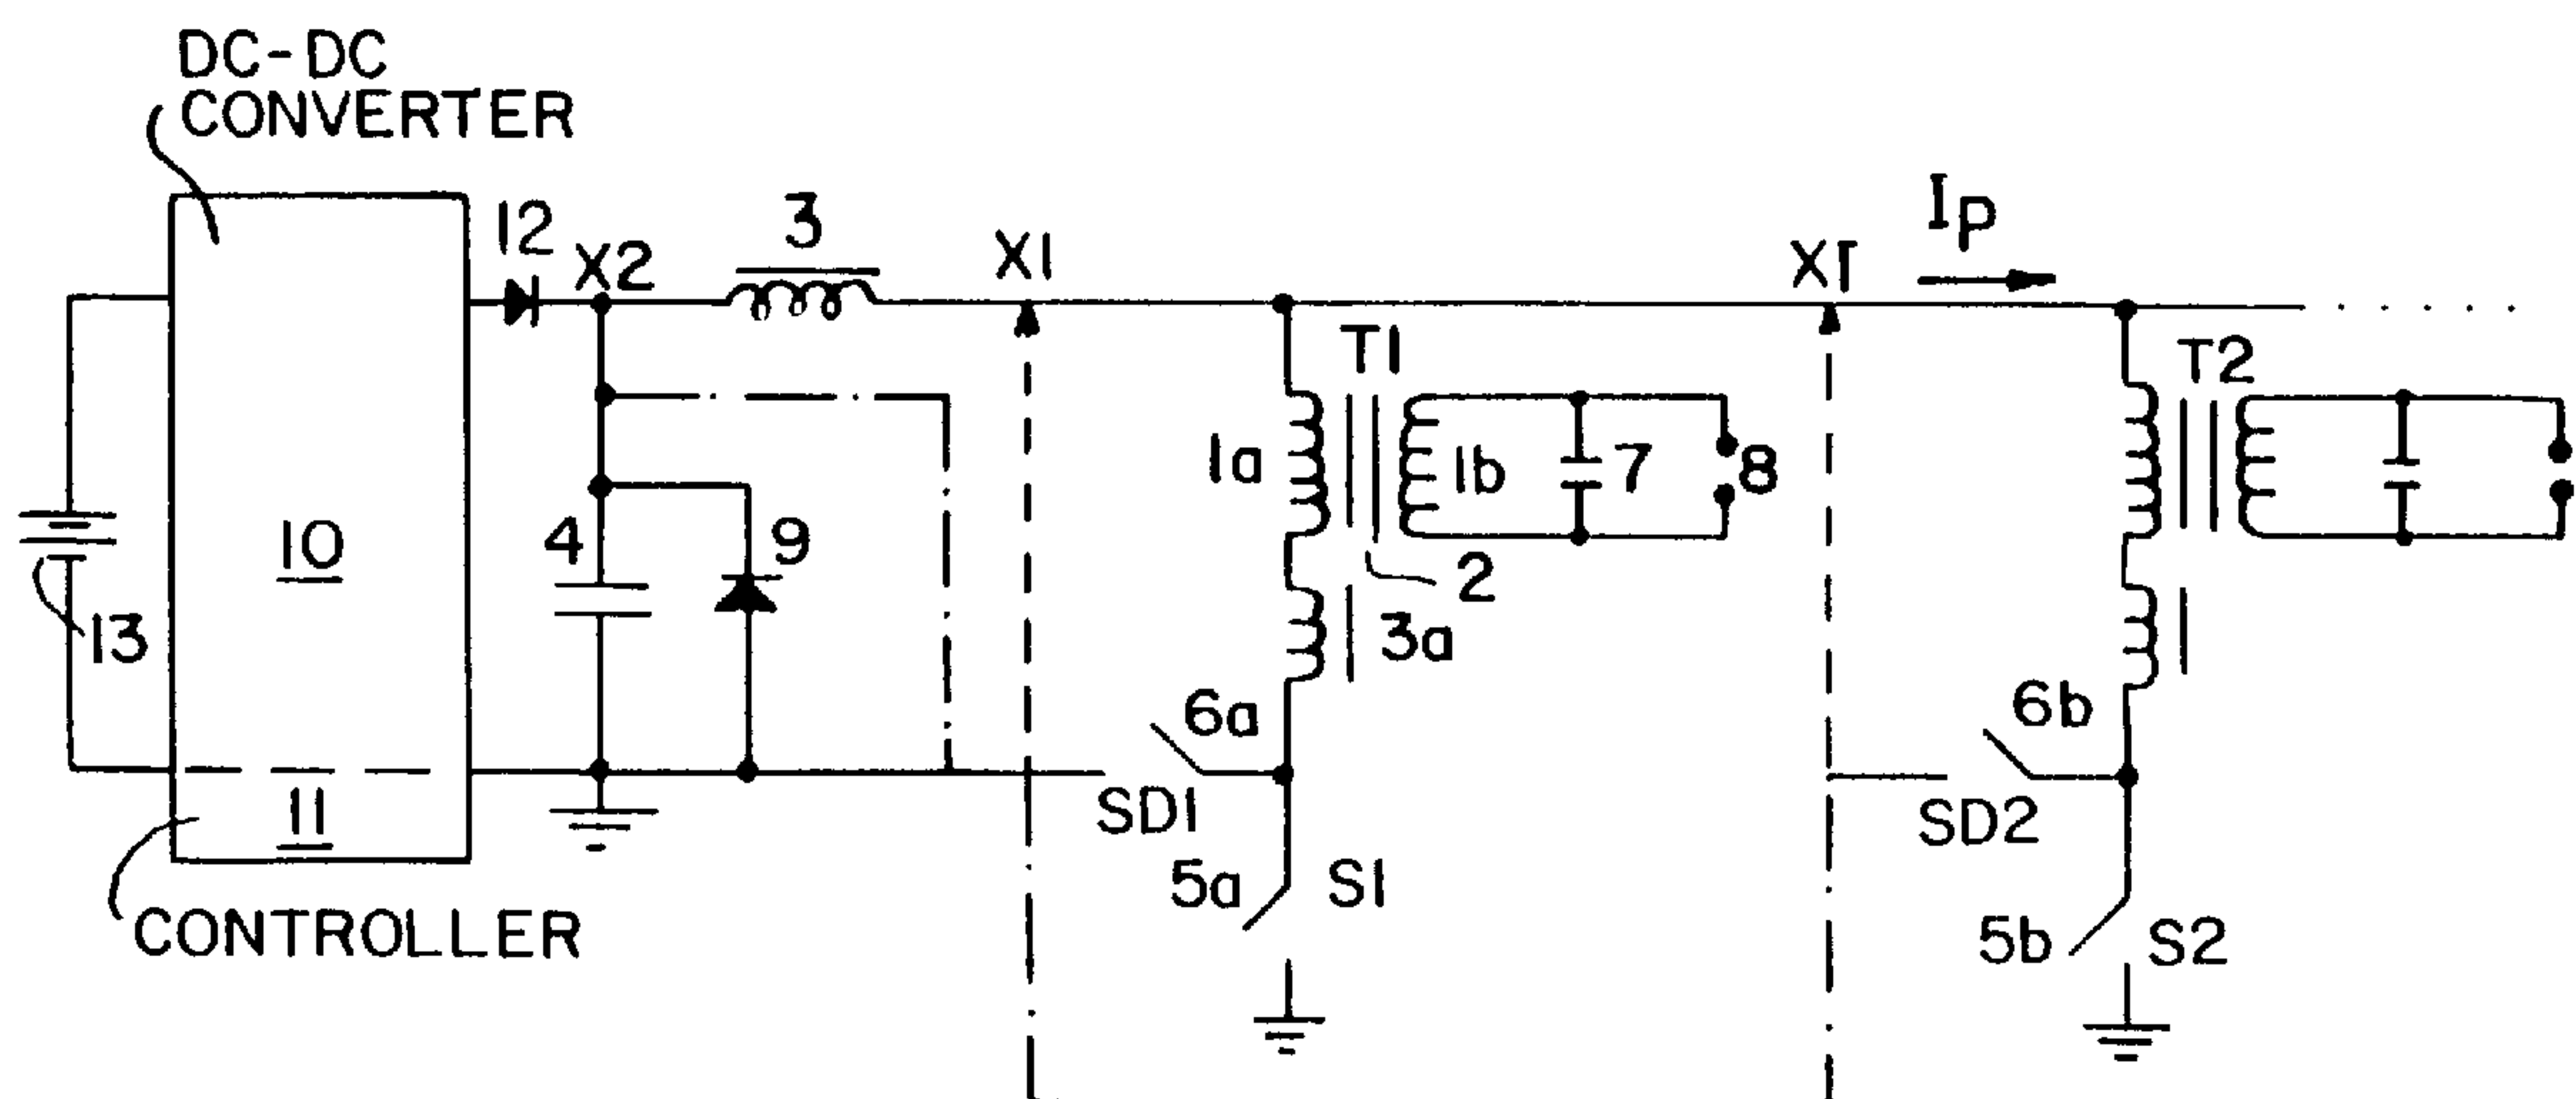 DC-DC
CONVERTER
12
X2
3
X1
X1
Ip
T1
T2
1a
1b
7
8
10
4
9
2
13
3a
6a
6b
11
SD1
SD2
5a
S1
CONTROLLER
5b
S2